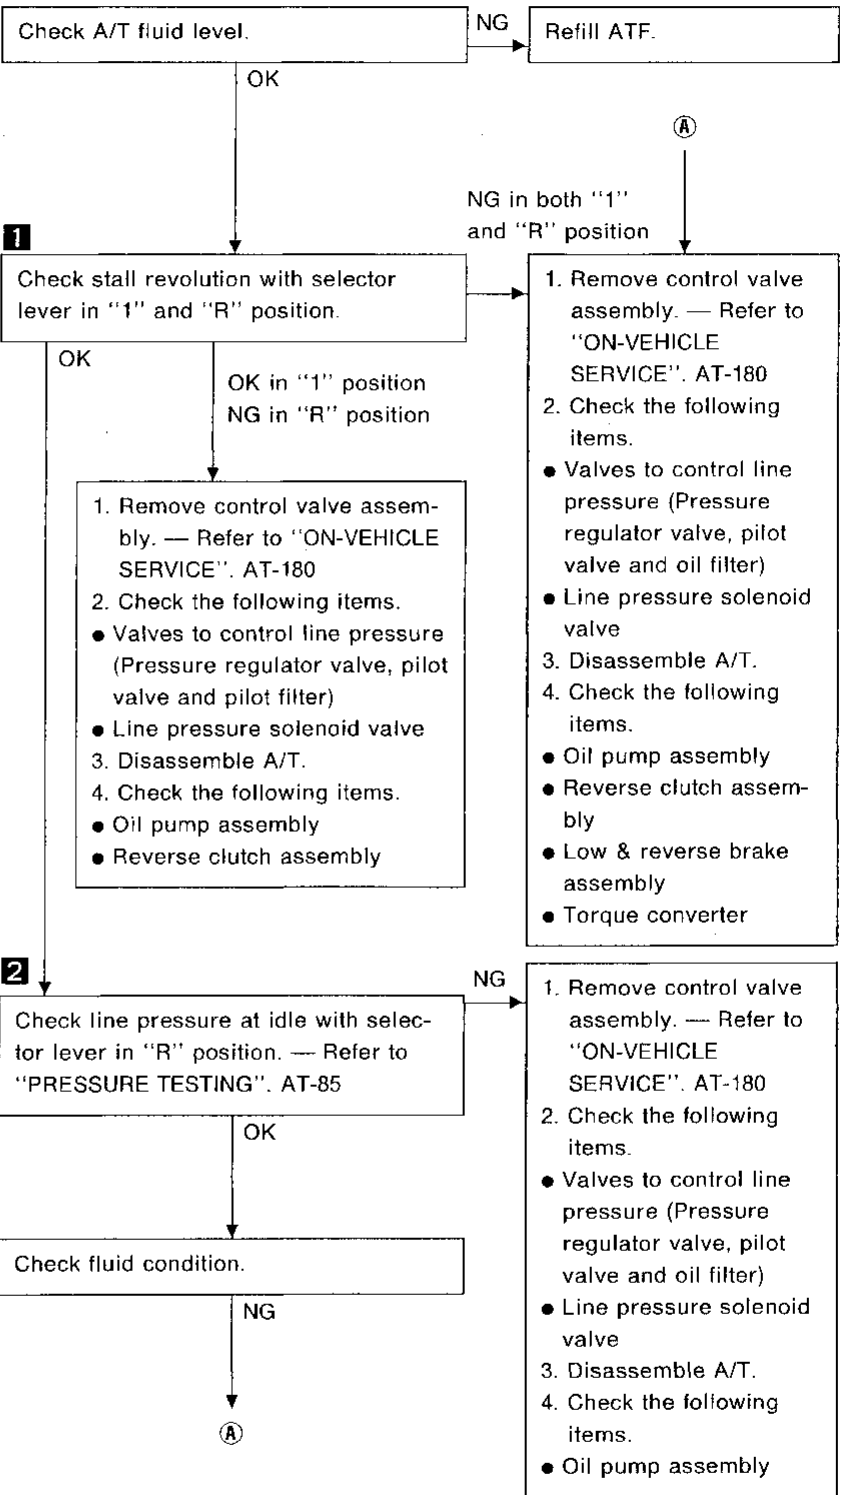 Check A/T fluid level.
NG
Refill ATF.
OK
Ⓐ
NG in both "1"
and "R" position
1
Check stall revolution with selector
lever in "1" and "R" position.
OK
OK in "1" position
NG in "R" position
1. Remove control valve assem-
bly. — Refer to "ON-VEHICLE
SERVICE". AT-180
2. Check the following items.
● Valves to control line pressure
(Pressure regulator valve, pilot
valve and pilot filter)
● Line pressure solenoid valve
3. Disassemble A/T.
4. Check the following items.
● Oil pump assembly
● Reverse clutch assembly
1. Remove control valve
assembly. — Refer to
"ON-VEHICLE
SERVICE". AT-180
2. Check the following
items.
● Valves to control line
pressure (Pressure
regulator valve, pilot
valve and oil filter)
● Line pressure solenoid
valve
3. Disassemble A/T.
4. Check the following
items.
● Oil pump assembly
● Reverse clutch assem-
bly
● Low & reverse brake
assembly
● Torque converter
2
Check line pressure at idle with selec-
tor lever in "R" position. — Refer to
"PRESSURE TESTING". AT-85
NG
1. Remove control valve
assembly. — Refer to
"ON-VEHICLE
SERVICE". AT-180
2. Check the following
items.
● Valves to control line
pressure (Pressure
regulator valve, pilot
valve and oil filter)
● Line pressure solenoid
valve
3. Disassemble A/T.
4. Check the following
items.
● Oil pump assembly
OK
Check fluid condition.
NG
Ⓐ